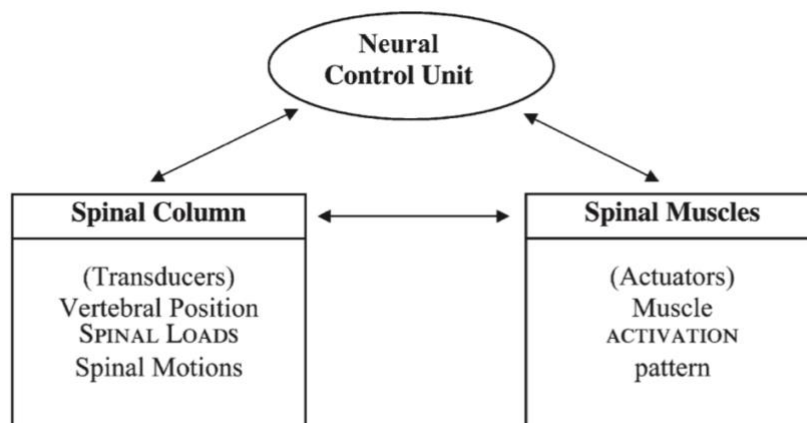 Neural
Control Unit
Spinal Column
(Transducers)
Vertebral Position
SPINAL LOADS
Spinal Motions
Spinal Muscles
(Actuators)
Muscle
ACTIVATION
pattern